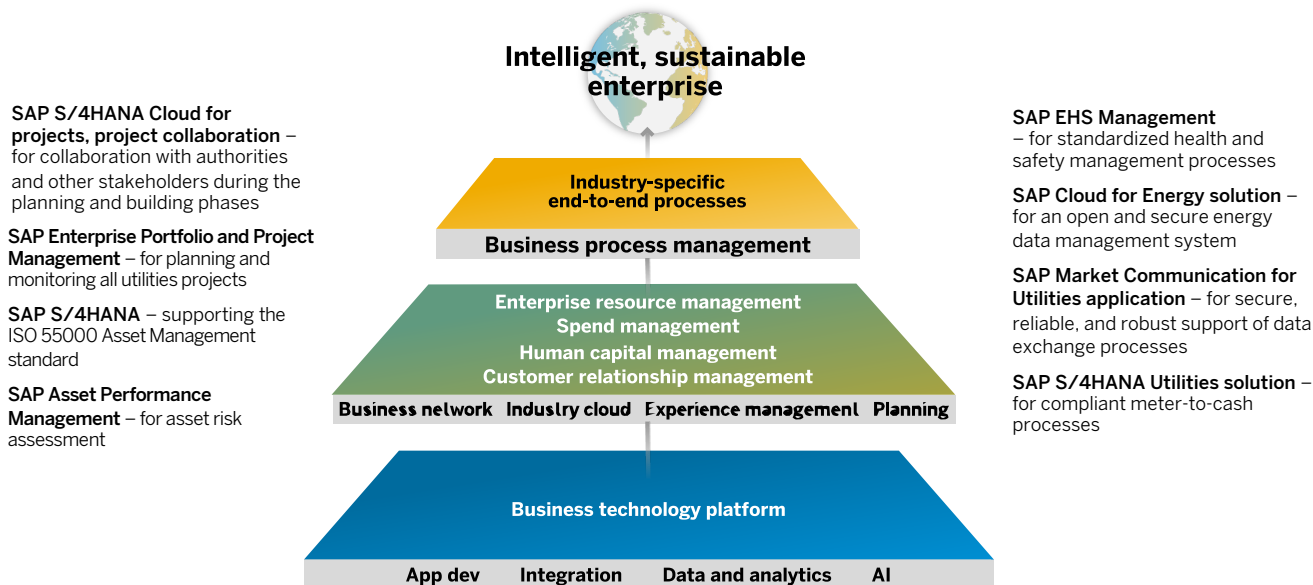 Intelligent, sustainable
enterprise
SAP S/4HANA Cloud for
projects, project collaboration –
for collaboration with authorities
and other stakeholders during the
planning and building phases
SAP Enterprise Portfolio and Project
Management – for planning and
monitoring all utilities projects
SAP S/4HANA – supporting the
ISO 55000 Asset Management
standard
SAP Asset Performance
Management – for asset risk
assessment
Industry-specific
end-to-end processes
Business process management
Enterprise resource management
Spend management
Human capital management
Customer relationship management
Business network Industry cloud Experience management Planning
Business technology platform
App dev Integration Data and analytics AI
SAP EHS Management
– for standardized health and
safety management processes
SAP Cloud for Energy solution –
for an open and secure energy
data management system
SAP Market Communication for
Utilities application – for secure,
reliable, and robust support of data
exchange processes
SAP S/4HANA Utilities solution –
for compliant meter-to-cash
processes